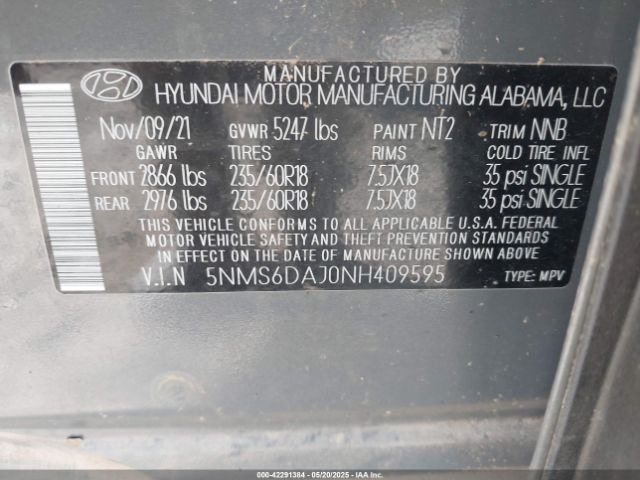 MANUFACTURED BY
HYUNDAI MOTOR MANUFACTURING ALABAMA, LLC
Nov/09/21 GVWR 5247 lbs PAINT NT2 TRIM NNB
GAWR TIRES RIMS COLD TIRE INFL
FRONT 2866 lbs 235/60R18 7.5JX18 35 psi SINGLE
REAR 2976 lbs 235/60R18 7.5JX18 35 psi SINGLE
THIS VEHICLE CONFORMS TO ALL APPLICABLE U.S.A. FEDERAL
MOTOR VEHICLE SAFETY AND THEFT PREVENTION STANDARDS
IN EFFECT ON THE DATE OF MANUFACTURE SHOWN ABOVE
V.I.N 5NMS6DAJ0NH409595 TYPE: MPV
000-42291384 05/20/2025 IAAI.COM